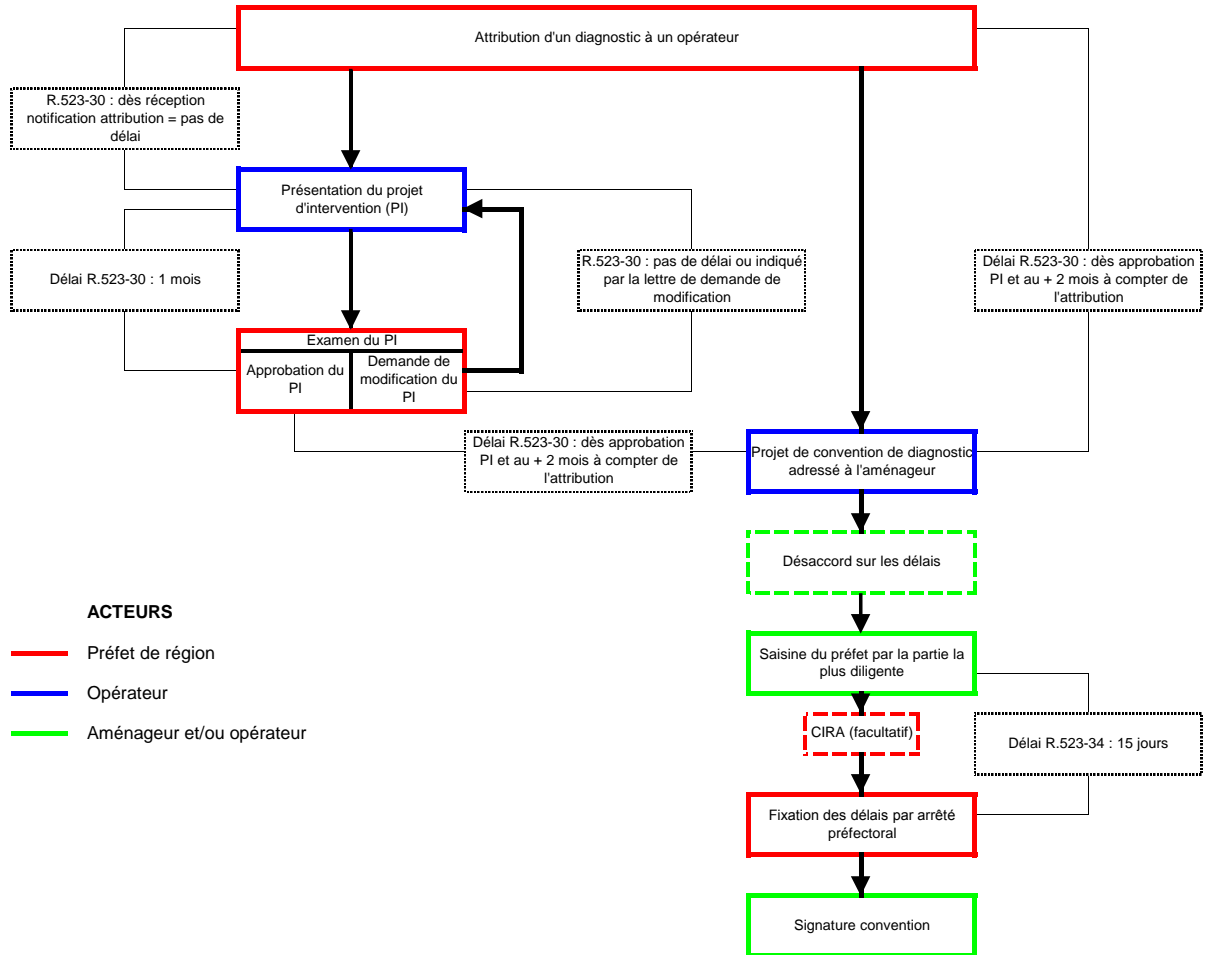 Attribution d'un diagnostic à un opérateur
R.523-30 : dès réception
notification attribution = pas de
délai
Présentation du projet
d'intervention (PI)
Délai R.523-30 : 1 mois
R.523-30 : pas de délai ou indiqué
par la lettre de demande de
modification
Délai R.523-30 : dès approbation
PI et au + 2 mois à compter de
l'attribution
Examen du PI
Approbation du
PI
Demande de
modification du
PI
Délai R.523-30 : dès approbation
PI et au + 2 mois à compter de
l'attribution
Projet de convention de diagnostic
adressé à l'aménageur
Désaccord sur les délais
ACTEURS
Préfet de région
Opérateur
Aménageur et/ou opérateur
Saisine du préfet par la partie la
plus diligente
CIRA (facultatif)
Délai R.523-34 : 15 jours
Fixation des délais par arrêté
préfectoral
Signature convention